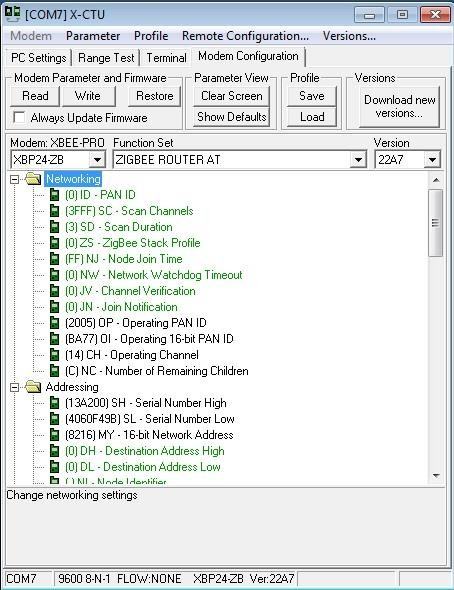 [COM7] X-CTU
Modem Parameter Profile Remote Configuration... Versions...
PC Settings Range Test Terminal Modem Configuration
Modem Parameter and Firmware Parameter View Profile Versions
Read Write Restore Clear Screen Save Download new
versions...
Always Update Firmware Show Defaults Load
Modem: XBEE-PRO Function Set Version
XBP24-ZB ZIGBEE ROUTER AT 22A7
Networking
(0) ID - PAN ID
(3FFF) SC - Scan Channels
(3) SD - Scan Duration
(0) ZS - ZigBee Stack Profile
(FF) NJ - Node Join Time
(0) NW - Network Watchdog Timeout
(0) JV - Channel Verification
(0) JN - Join Notification
(2005) OP - Operating PAN ID
(BA77) OI - Operating 16-bit PAN ID
(14) CH - Operating Channel
(C) NC - Number of Remaining Children
Addressing
(13A200) SH - Serial Number High
(4060F49B) SL - Serial Number Low
(8216) MY - 16-bit Network Address
(0) DH - Destination Address High
(0) DL - Destination Address Low
( ) NI - Node Identifier
Change networking settings
COM7 9600 8-N-1 FLOW:NONE XBP24-ZB Ver:22A7